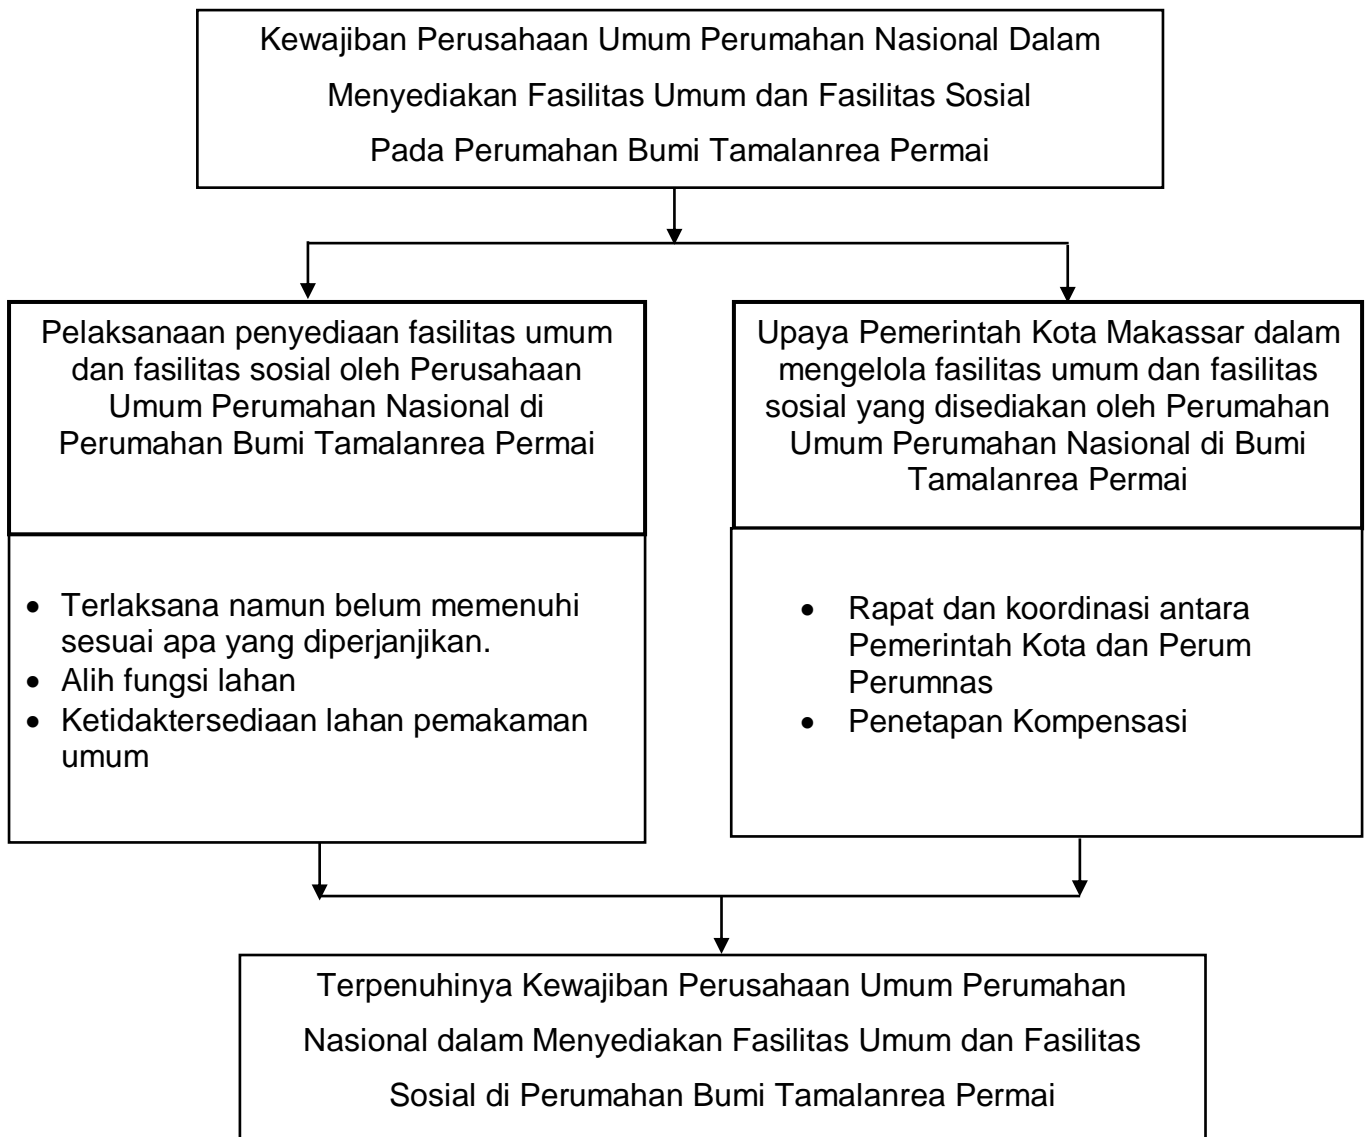 Kewajiban Perusahaan Umum Perumahan Nasional Dalam
Menyediakan Fasilitas Umum dan Fasilitas Sosial
Pada Perumahan Bumi Tamalanrea Permai
Pelaksanaan penyediaan fasilitas umum
dan fasilitas sosial oleh Perusahaan
Umum Perumahan Nasional di
Perumahan Bumi Tamalanrea Permai
• Terlaksana namun belum memenuhi
sesuai apa yang diperjanjikan.
• Alih fungsi lahan
• Ketidaktersediaan lahan pemakaman
umum
Upaya Pemerintah Kota Makassar dalam
mengelola fasilitas umum dan fasilitas
sosial yang disediakan oleh Perumahan
Umum Perumahan Nasional di Bumi
Tamalanrea Permai
• Rapat dan koordinasi antara
Pemerintah Kota dan Perum
Perumnas
• Penetapan Kompensasi
Terpenuhinya Kewajiban Perusahaan Umum Perumahan
Nasional dalam Menyediakan Fasilitas Umum dan Fasilitas
Sosial di Perumahan Bumi Tamalanrea Permai